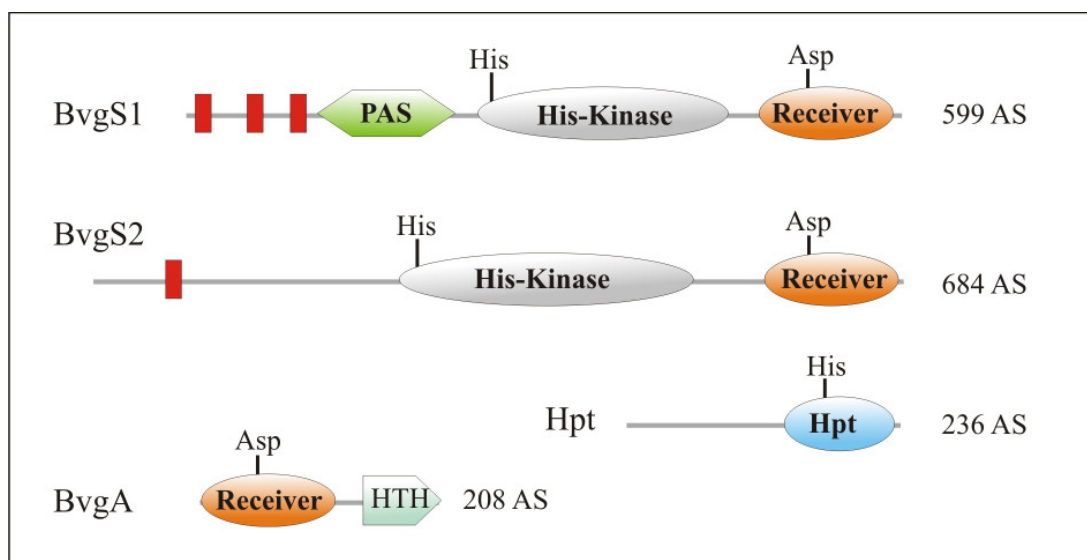 His
Asp
BvgS1
PAS
His-Kinase
Receiver
599 AS
His
Asp
BvgS2
His-Kinase
Receiver
684 AS
His
Hpt
Hpt
236 AS
Asp
BvgA
Receiver
HTH
208 AS